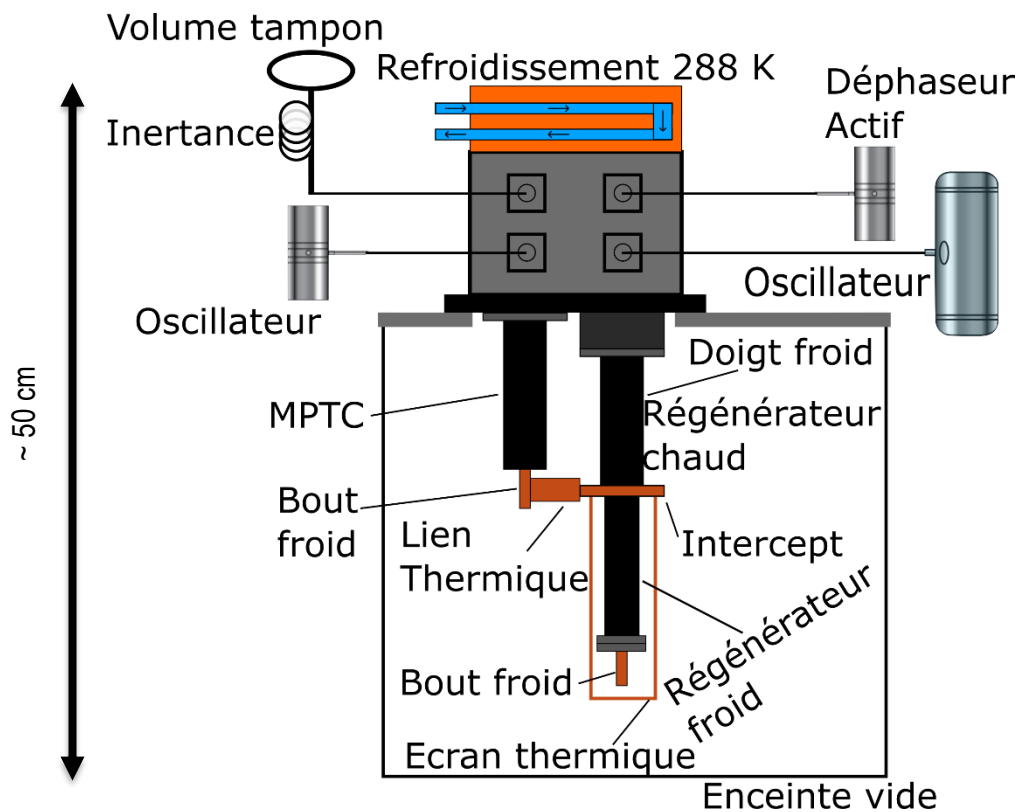 Volume tampon
Refroidissement 288 K
Déphaseur
Actif
Inertance
Oscillateur
Oscillateur
~ 50 cm
Doigt froid
MPTC
Régénérateur
chaud
Bout
froid
Lien
Thermique
Intercept
Régénérateur
froid
Bout froid
Ecran thermique
Enceinte vide